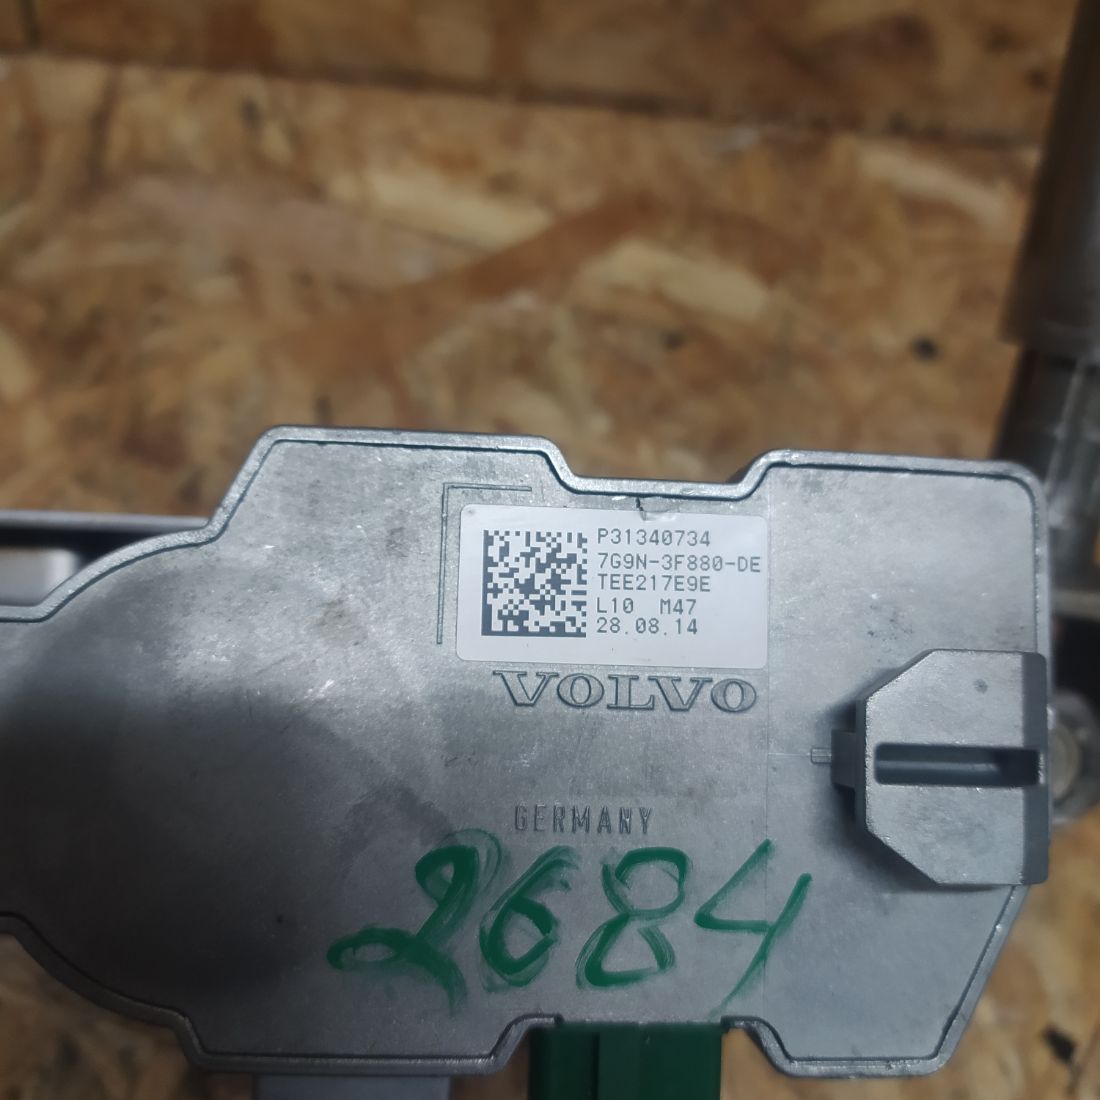 P31340734
7G9N-3F880-DE
TEE217E9E
L10 M47
28.08.14
VOLVO
GERMANY
2684